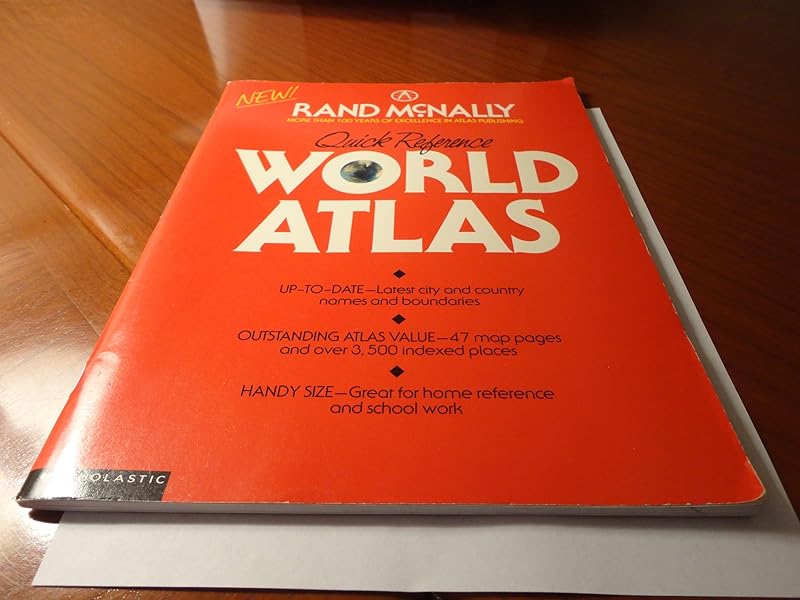 NEW!
RAND McNALLY
MORE THAN 100 YEARS OF EXCELLENCE IN ATLAS PUBLISHING
Quick Reference
WORLD
ATLAS
UP-TO-DATE—Latest city and country
names and boundaries
OUTSTANDING ATLAS VALUE—47 map pages
and over 3,500 indexed places
HANDY SIZE—Great for home reference
and school work
SCHOLASTIC